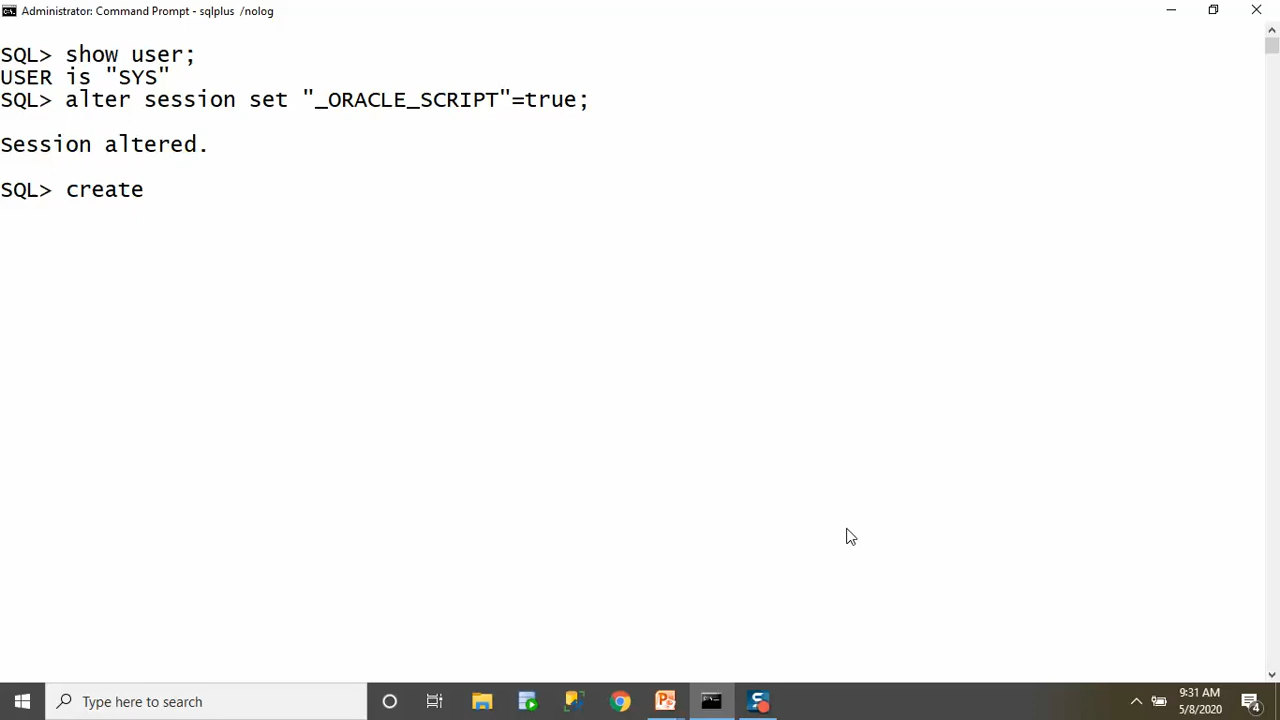 Administrator: Command Prompt - sqlplus /nolog
SQL> show user;
USER is "SYS"
SQL> alter session set "_ORACLE_SCRIPT"=true;
Session altered.
SQL> create
Type here to search
9:31 AM
5/8/2020
4